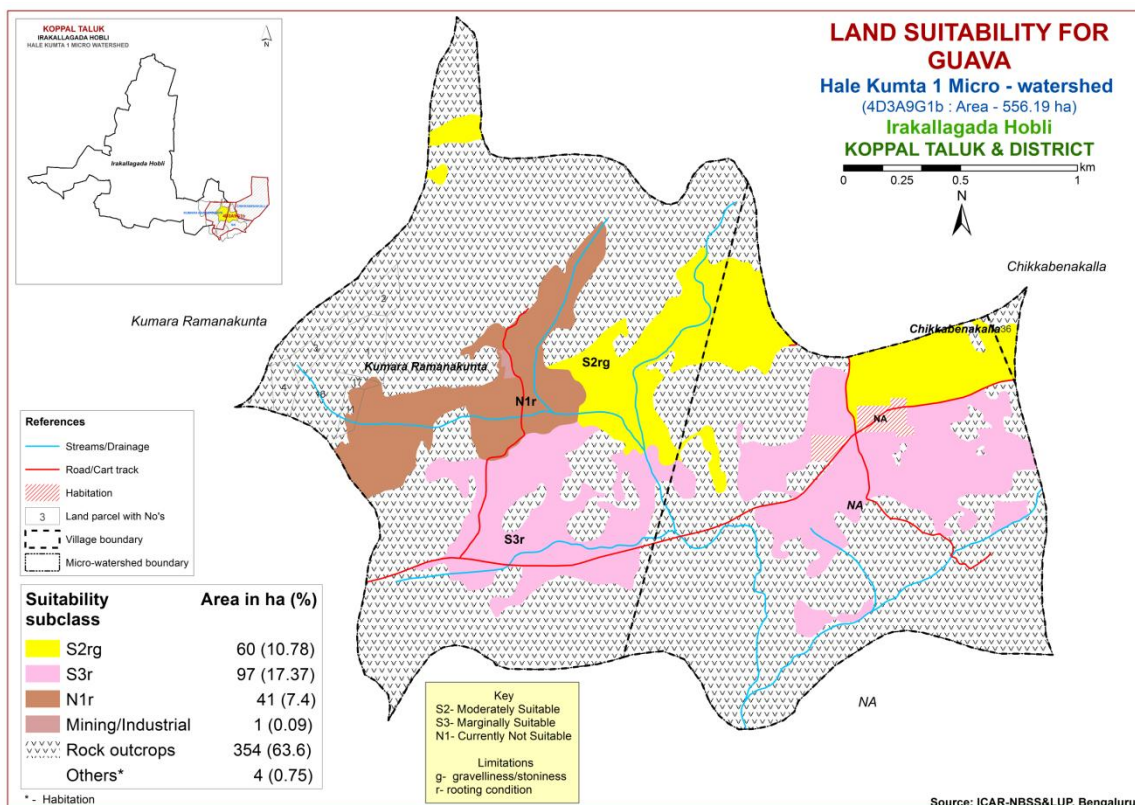 KOPPAL TALUK
IRAKALLAGADA HOBLI
HALE KUMTA 1 MICRO WATERSHED
N
Irakallagada Hobli
LAND SUITABILITY FOR
GUAVA
Hale Kumta 1 Micro - watershed
(4D3A9G1b : Area - 556.19 ha)
Irakallagada Hobli
KOPPAL TALUK & DISTRICT
km
0 0.25 0.5 1
N
Chikkabenakalla
Kumara Ramanakunta
2
Chikkabenakalla
36
3
Kumara Ramanakunta
S2rg
4
N1r
NA
S3r
NA
NA
References
Streams/Drainage
Road/Cart track
Habitation
3 Land parcel with No's
Village boundary
Micro-watershed boundary
Suitability subclass Area in ha (%)
S2rg 60 (10.78)
S3r 97 (17.37)
N1r 41 (7.4)
Mining/Industrial 1 (0.09)
Rock outcrops 354 (63.6)
Others* 4 (0.75)
* - Habitation
Key
S2- Moderately Suitable
S3- Marginally Suitable
N1- Currently Not Suitable
Limitations
g- gravelliness/stoniness
r- rooting condition
Source: ICAR-NBSS&LUP, Bengaluru